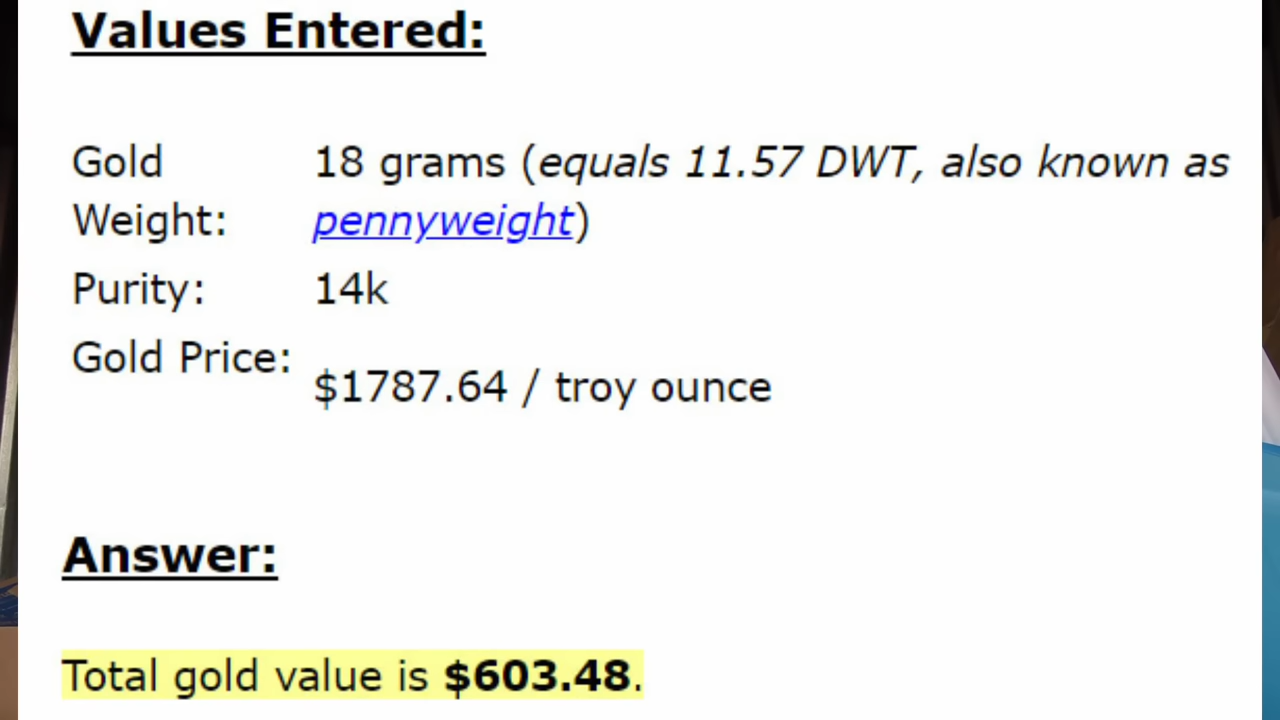 Values Entered:
Gold 18 grams (equals 11.57 DWT, also known as
Weight: pennyweight)
Purity: 14k
Gold Price:
$1787.64 / troy ounce
Answer:
Total gold value is $603.48.